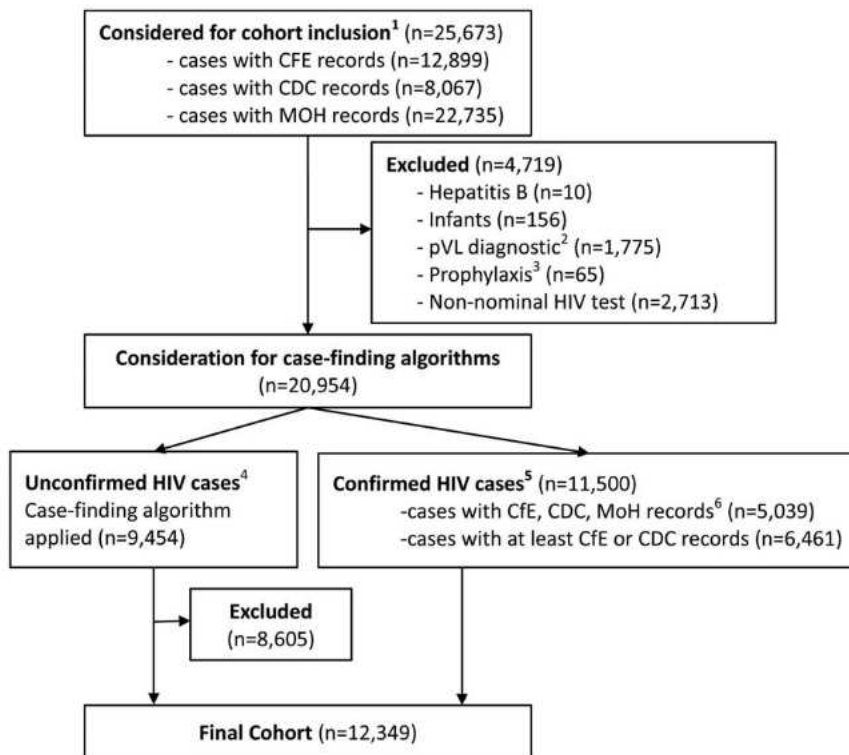 Considered for cohort inclusion¹ (n=25,673)
- cases with CFE records (n=12,899)
- cases with CDC records (n=8,067)
- cases with MOH records (n=22,735)
Excluded (n=4,719)
- Hepatitis B (n=10)
- Infants (n=156)
- pVL diagnostic² (n=1,775)
- Prophylaxis³ (n=65)
- Non-nominal HIV test (n=2,713)
Consideration for case-finding algorithms
(n=20,954)
Unconfirmed HIV cases⁴
Case-finding algorithm
applied (n=9,454)
Confirmed HIV cases⁵ (n=11,500)
-cases with CfE, CDC, MoH records⁶ (n=5,039)
-cases with at least CfE or CDC records (n=6,461)
Excluded
(n=8,605)
Final Cohort (n=12,349)